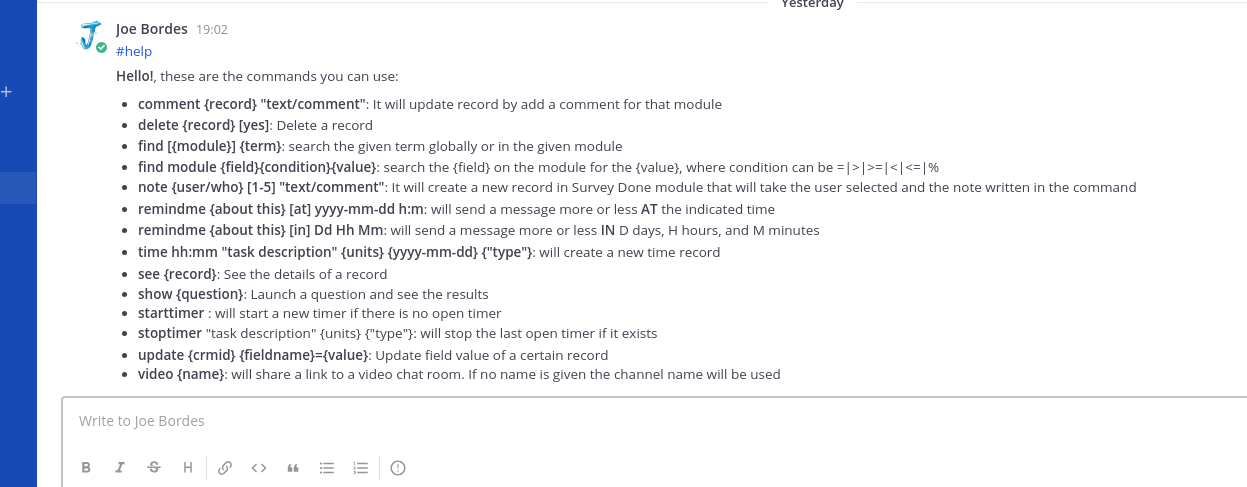 Yesterday
Joe Bordes 19:02
#help
Hello!, these are the commands you can use:
comment {record} "text/comment": It will update record by add a comment for that module
delete {record} [yes]: Delete a record
find [{module}] {term}: search the given term globally or in the given module
find module {field}{condition}{value}: search the {field} on the module for the {value}, where condition can be =|>|>=|<|<=|%
note {user/who} [1-5] "text/comment": It will create a new record in Survey Done module that will take the user selected and the note written in the command
remindme {about this} [at] yyyy-mm-dd h:m: will send a message more or less AT the indicated time
remindme {about this} [in] Dd Hh Mm: will send a message more or less IN D days, H hours, and M minutes
time hh:mm "task description" {units} {yyyy-mm-dd} {"type"}: will create a new time record
see {record}: See the details of a record
show {question}: Launch a question and see the results
starttimer : will start a new timer if there is no open timer
stoptimer "task description" {units} {"type"}: will stop the last open timer if it exists
update {crmid} {fieldname}={value}: Update field value of a certain record
video {name}: will share a link to a video chat room. If no name is given the channel name will be used
Write to Joe Bordes
B I S H